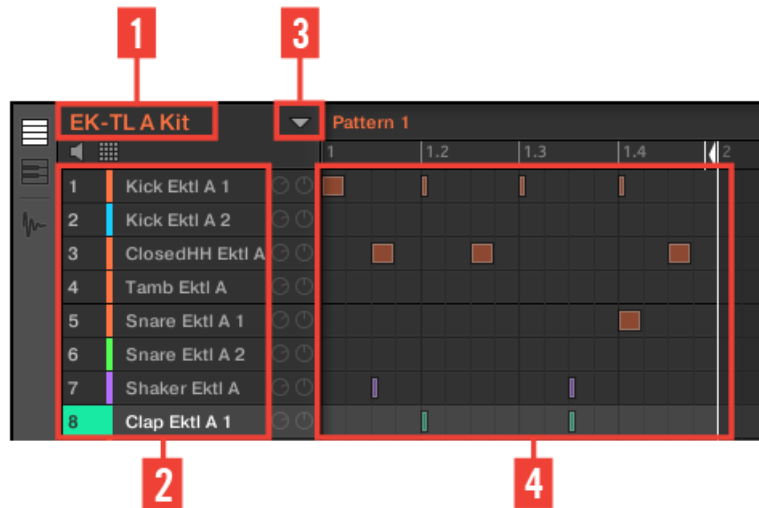 1
3
EK-TL A Kit
Pattern 1
1 1.2 1.3 1.4 2
1 Kick Ektl A 1
2 Kick Ektl A 2
3 ClosedHH Ektl A
4 Tamb Ektl A
5 Snare Ektl A 1
6 Snare Ektl A 2
7 Shaker Ektl A
8 Clap Ektl A 1
2
4